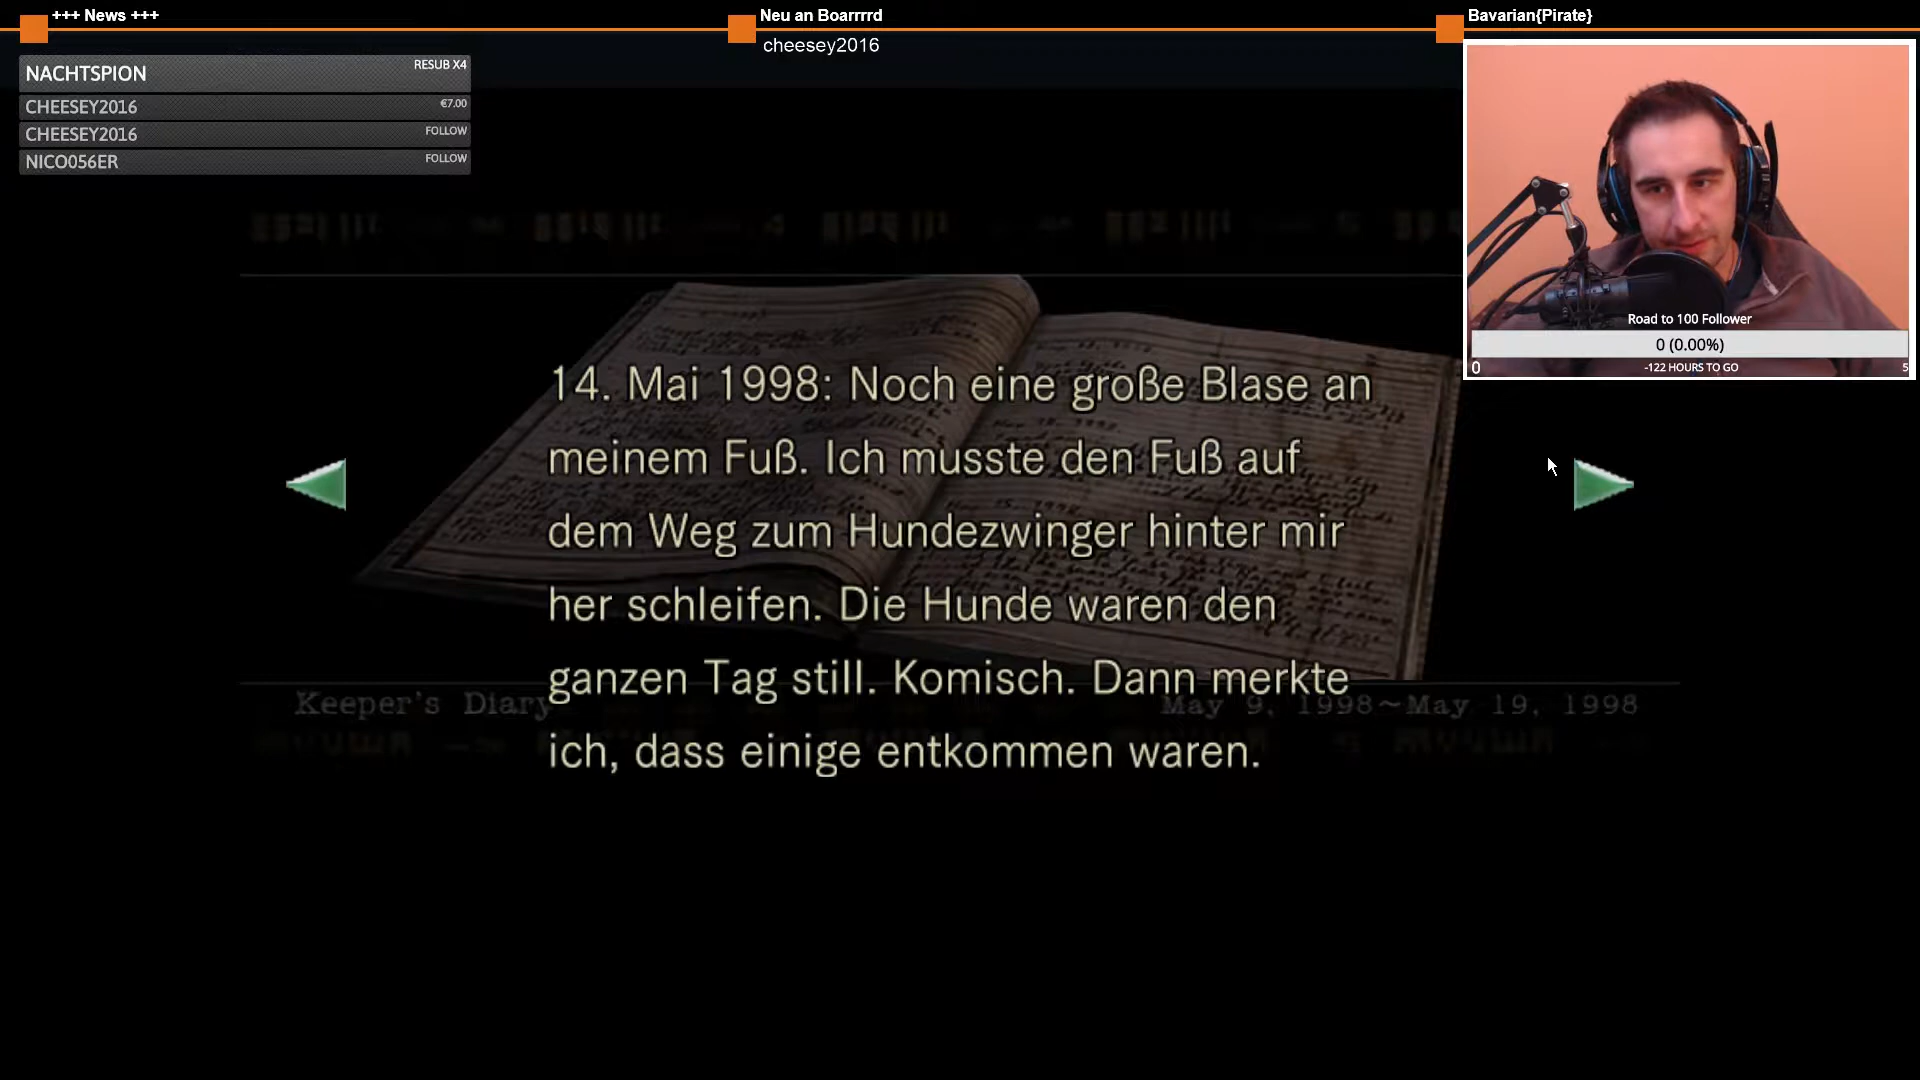 +++ News +++
Neu an Boarrrrd
Bavarian{Pirate}
cheesey2016
NACHTSPION RESUB X4
CHEESEY2016 €7.00
CHEESEY2016 FOLLOW
NICO056ER FOLLOW
Road to 100 Follower
0 (0.00%)
0 -122 HOURS TO GO 5
14. Mai 1998: Noch eine große Blase an
meinem Fuß. Ich musste den Fuß auf
dem Weg zum Hundezwinger hinter mir
her schleifen. Die Hunde waren den
ganzen Tag still. Komisch. Dann merkte
ich, dass einige entkommen waren.
Keeper's Diary
May 9, 1998~May 19, 1998